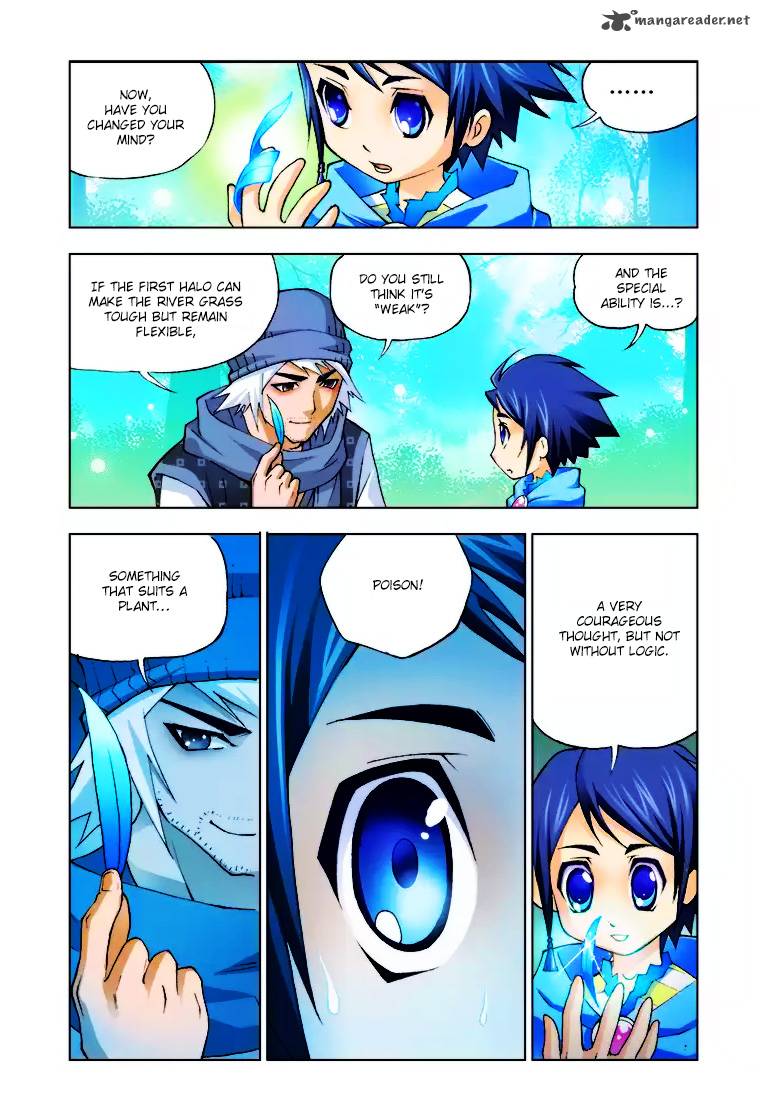 mangareader.net
NOW,
HAVE YOU
CHANGED YOUR
MIND?
......
IF THE FIRST HALO CAN
MAKE THE RIVER GRASS
TOUGH BUT REMAIN
FLEXIBLE,
DO YOU STILL
THINK IT'S
"WEAK"?
AND THE
SPECIAL
ABILITY IS...?
SOMETHING
THAT SUITS A
PLANT...
POISON!
A VERY
COURAGEOUS
THOUGHT, BUT NOT
WITHOUT LOGIC.